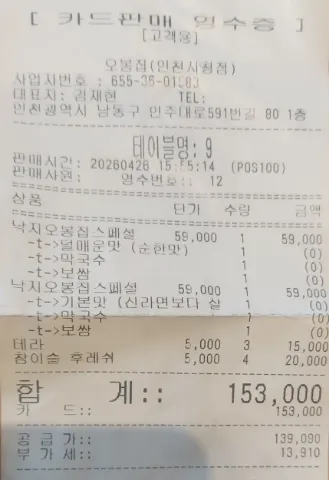 [ 카드판매 영수증 ]
[고객용]
오봉집(인천시청점)
사업자번호 : 655-35-01383
대표자: 김재현 TEL:
인천광역시 남동구 인주대로591번길 80 1층
테이블명: 9
판매시간: 20260426 15:55:14 (POS100)
판매사원: 영수번호:: 12
상품 단가 수량 금액
낙지오봉집스페셜 59,000 1 59,000
-t->덜매운맛 (순한맛) 1 (0)
-t->막국수 1 (0)
-t->보쌈 1 (0)
낙지오봉집스페셜 59,000 1 59,000
-t->기본맛 (신라면보다 살 1 (0)
-t->막국수 1 (0)
-t->보쌈 1 (0)
테라 5,000 3 15,000
참이슬 후레쉬 5,000 4 20,000
합 계:: 153,000
카 드:: 153,000
공급가:: 139,090
부가세:: 13,910